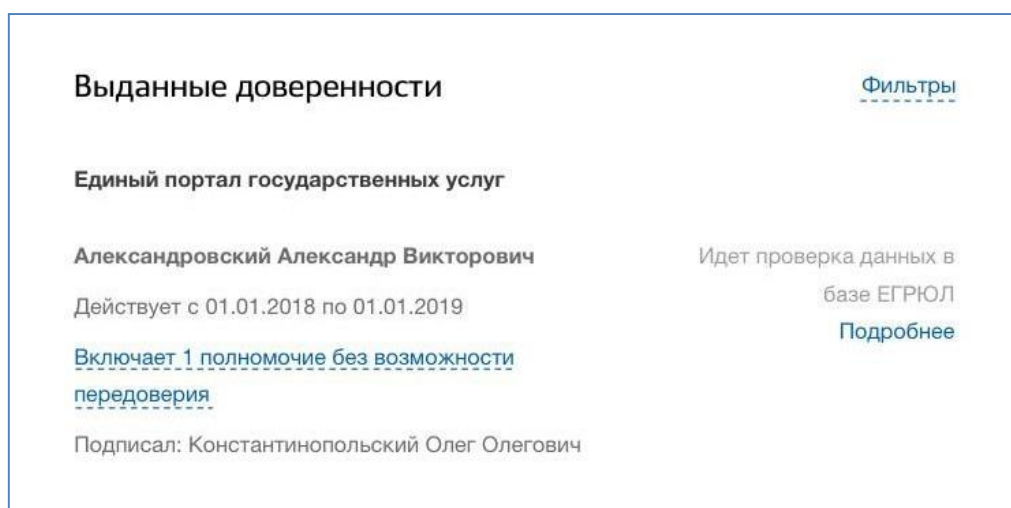 Выданные доверенности
Фильтры
Единый портал государственных услуг
Александровский Александр Викторович
Идет проверка данных в
базе ЕГРЮЛ
Подробнее
Действует с 01.01.2018 по 01.01.2019
Включает 1 полномочие без возможности
передоверия
Подписал: Константинопольский Олег Олегович